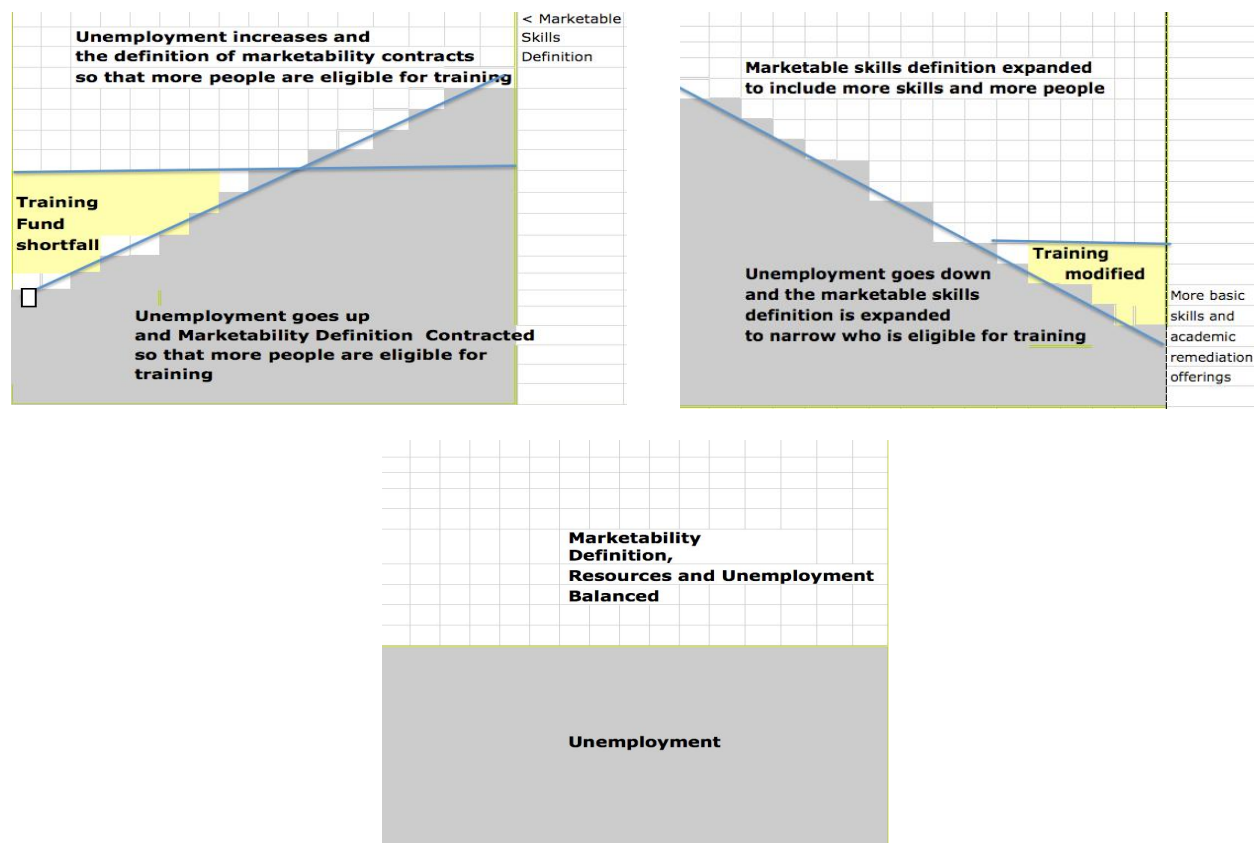 Unemployment increases and
the definition of marketability contracts
so that more people are eligible for training
< Marketable
Skills
Definition
Training
Fund
shortfall
Unemployment goes up
and Marketability Definition Contracted
so that more people are eligible for
training
Marketable skills definition expanded
to include more skills and more people
Training
modified
Unemployment goes down
and the marketable skills
definition is expanded
to narrow who is eligible for training
More basic
skills and
academic
remediation
offerings
Marketability
Definition,
Resources and Unemployment
Balanced
Unemployment